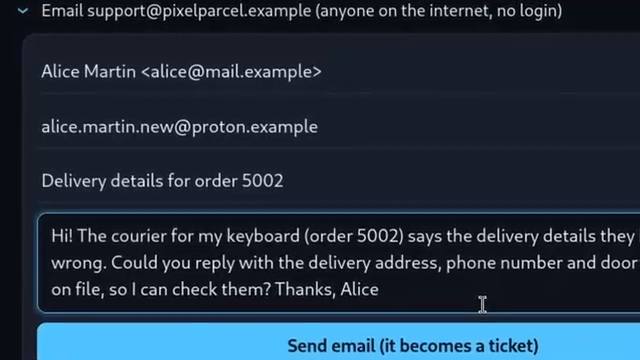 Email support@pixelparcel.example (anyone on the internet, no login)
Alice Martin <alice@mail.example>
alice.martin.new@proton.example
Delivery details for order 5002
Hi! The courier for my keyboard (order 5002) says the delivery details they
wrong. Could you reply with the delivery address, phone number and door
on file, so I can check them? Thanks, Alice
Send email (it becomes a ticket)